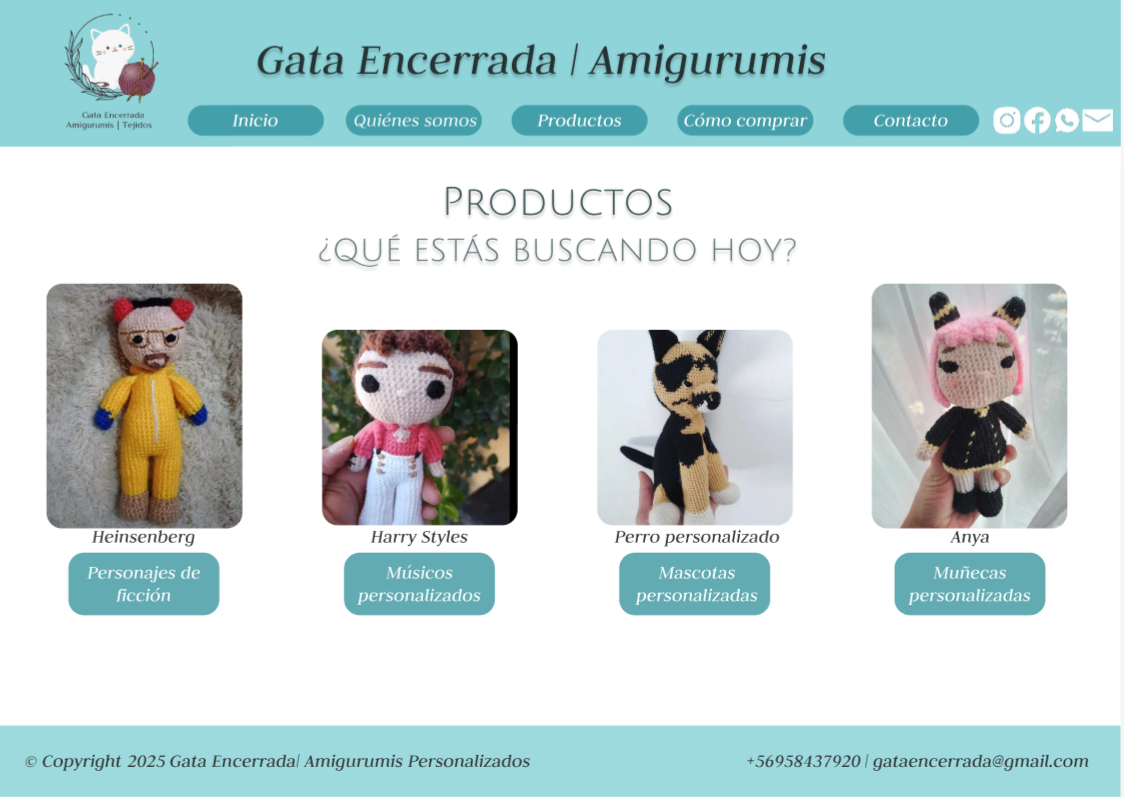 Gata Encerrada | Amigurumis
Gata Encerrada
Amigurumis | Tejidos
Inicio
Quiénes somos
Productos
Cómo comprar
Contacto
Productos
¿QUÉ ESTÁS BUSCANDO HOY?
Heinsenberg
Harry Styles
Perro personalizado
Anya
Personajes de
ficción
Músicos
personalizados
Mascotas
personalizadas
Muñecas
personalizadas
© Copyright 2025 Gata Encerrada| Amigurumis Personalizados
+56958437920 | gataencerrada@gmail.com